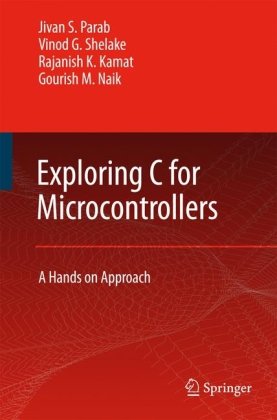 Jivan S. Parab
Vinod G. Shelake
Rajanish K. Kamat
Gourish M. Naik
Exploring C for
Microcontrollers
A Hands on Approach
Springer